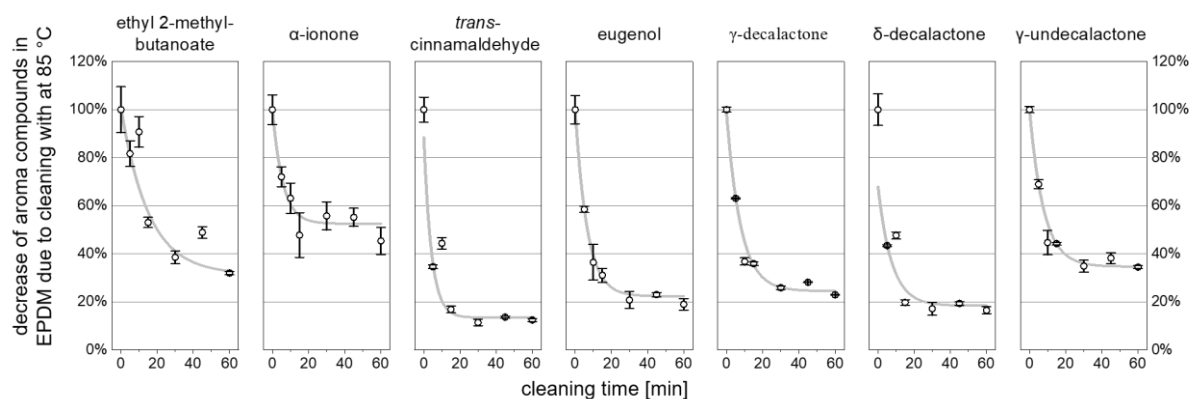 ethyl 2-methyl-
butanoate
α-ionone
trans-
cinnamaldehyde
eugenol
γ-decalactone
δ-decalactone
γ-undecalactone
decrease of aroma compounds in
EPDM due to cleaning with at 85 °C
120%
100%
80%
60%
40%
20%
0%
120%
100%
80%
60%
40%
20%
0%
0 20 40 60
0 20 40 60
0 20 40 60
0 20 40 60
0 20 40 60
0 20 40 60
0 20 40 60
cleaning time [min]